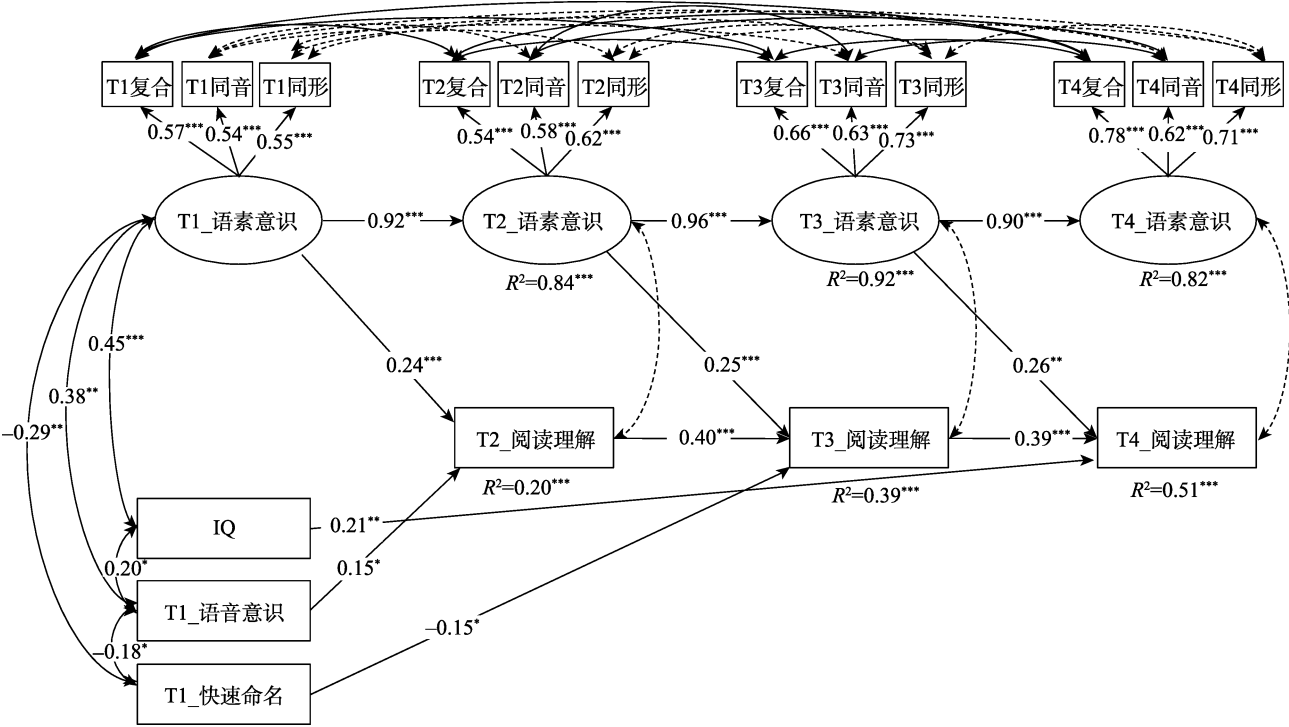 T1复合 T1同音 T1同形 T2复合 T2同音 T2同形 T3复合 T3同音 T3同形 T4复合 T4同音 T4同形
0.57*** 0.54*** 0.55*** 0.54*** 0.58*** 0.62*** 0.66*** 0.63*** 0.73*** 0.78*** 0.62*** 0.71***
T1_语素意识 0.92*** T2_语素意识 0.96*** T3_语素意识 0.90*** T4_语素意识
R²=0.84*** R²=0.92*** R²=0.82***
0.45***
0.24*** 0.25*** 0.26**
0.38**
–0.29**
T2_阅读理解 0.40*** T3_阅读理解 0.39*** T4_阅读理解
R²=0.20*** R²=0.39*** R²=0.51***
IQ 0.21**
0.20* 0.15*
T1_语音意识
–0.15*
–0.18*
T1_快速命名